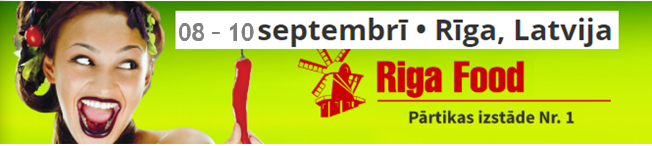 08 - 10 septembrī • Rīga, Latvija
Riga Food
Pārtikas izstāde Nr. 1